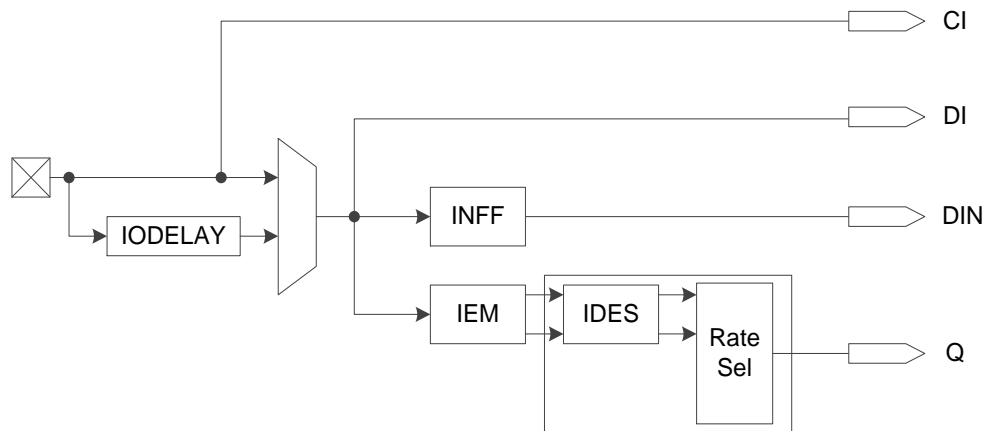 CI
DI
IODELAY
INFF
DIN
IEM
IDES
Rate
Sel
Q